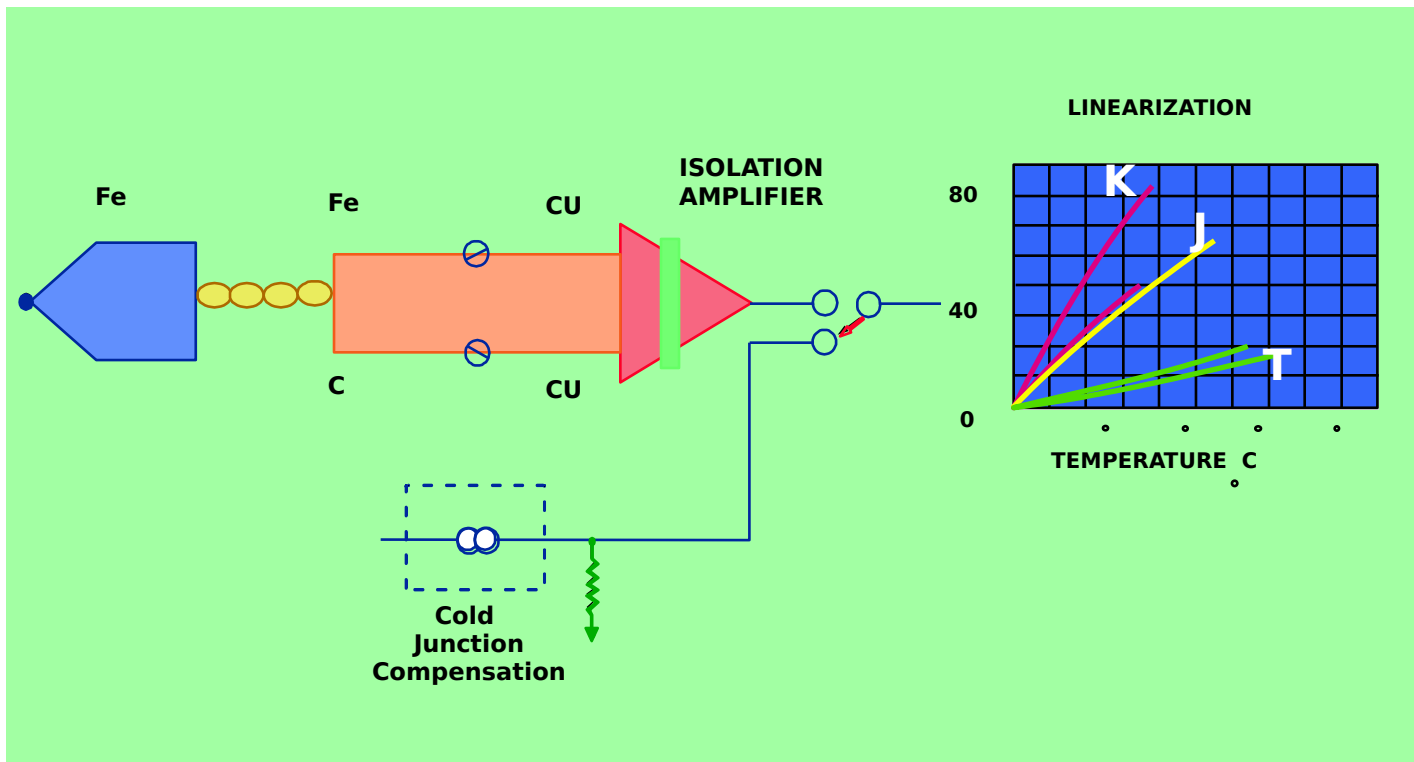 LINEARIZATION
ISOLATION
AMPLIFIER
Fe
Fe
CU
C
CU
80
40
0
K
J
T
TEMPERATURE C
Cold
Junction
Compensation